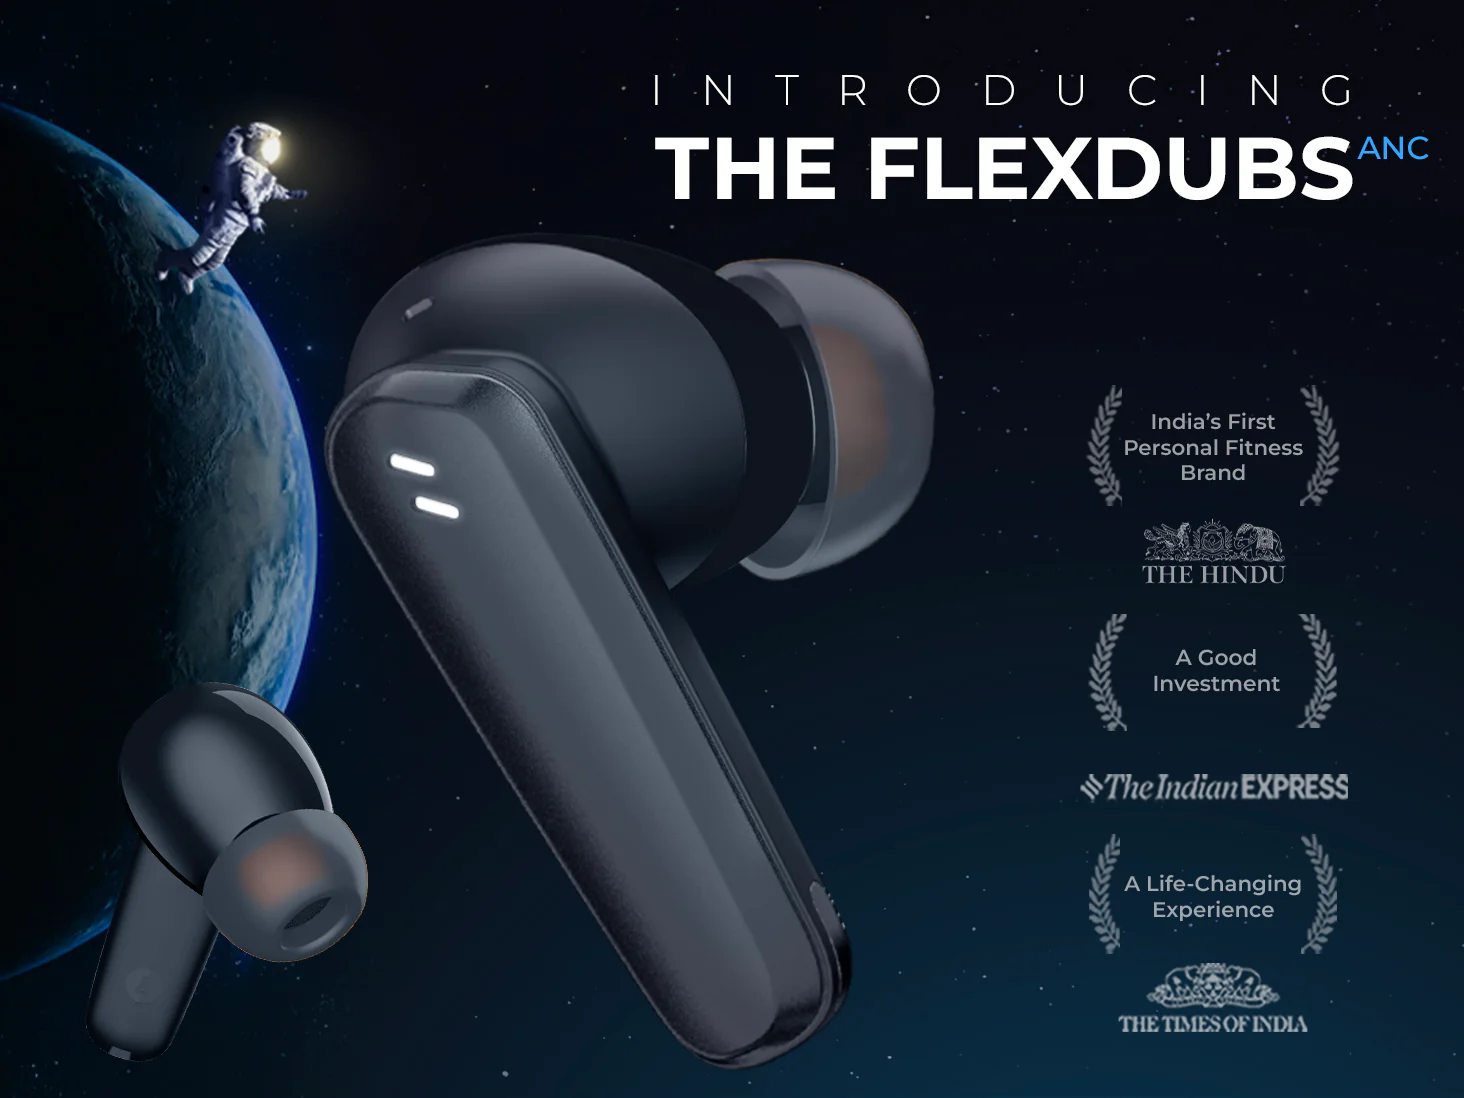 INTRODUCING
THE FLEXDUBS ANC
India’s First
Personal Fitness
Brand
THE HINDU
A Good
Investment
The Indian EXPRESS
A Life-Changing
Experience
THE TIMES OF INDIA